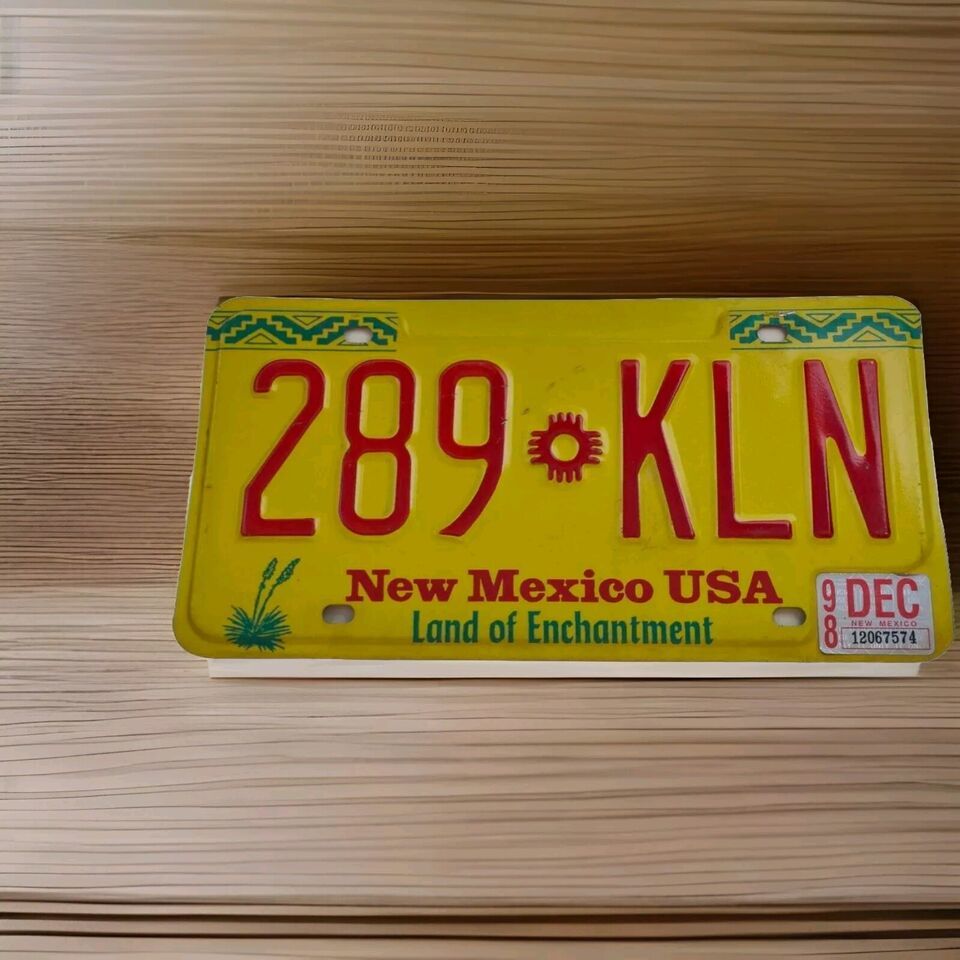 289 KLN
New Mexico USA
Land of Enchantment
98 DEC
NEW MEXICO
12067574